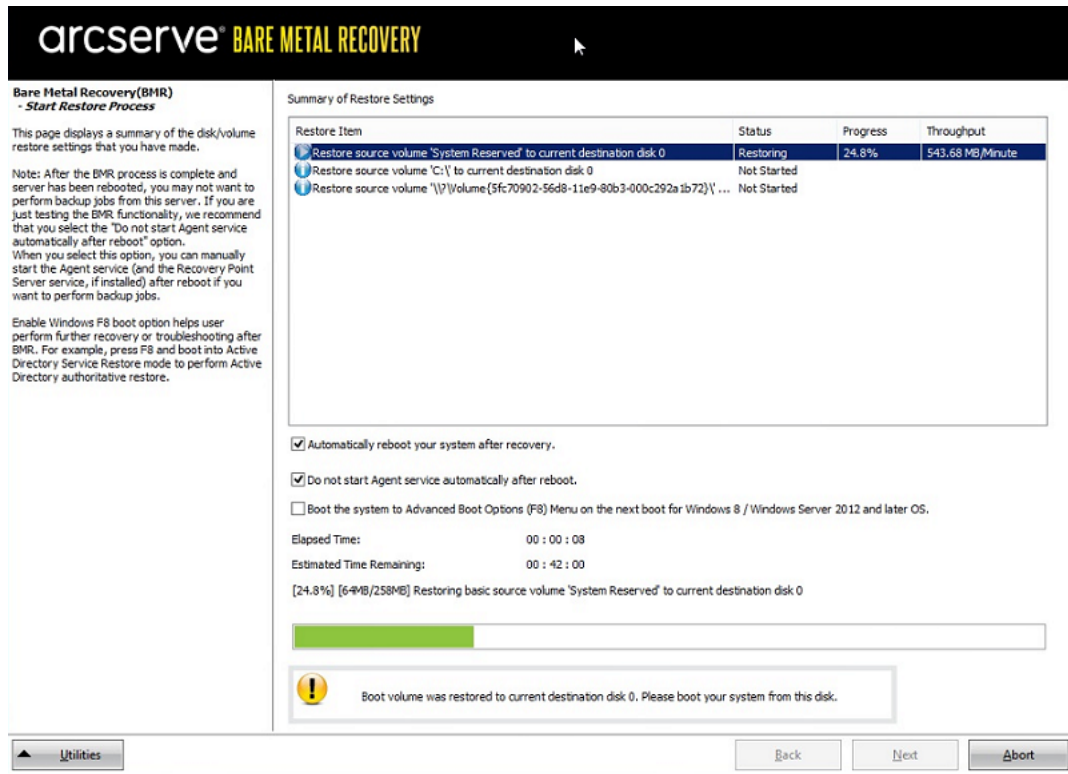 arcserve® BARE METAL RECOVERY
Bare Metal Recovery(BMR)
- Start Restore Process
This page displays a summary of the disk/volume
restore settings that you have made.
Note: After the BMR process is complete and
server has been rebooted, you may not want to
perform backup jobs from this server. If you are
just testing the BMR functionality, we recommend
that you select the "Do not start Agent service
automatically after reboot" option.
When you select this option, you can manually
start the Agent service (and the Recovery Point
Server service, if installed) after reboot if you
want to perform backup jobs.
Enable Windows F8 boot option helps user
perform further recovery or troubleshooting after
BMR. For example, press F8 and boot into Active
Directory Service Restore mode to perform Active
Directory authoritative restore.
Summary of Restore Settings
Restore Item Status Progress Throughput
Restore source volume 'System Reserved' to current destination disk 0 Restoring 24.8% 543.68 MB/Minute
Restore source volume 'C:\' to current destination disk 0 Not Started
Restore source volume '\\?\Volume{5fc70902-56d8-11e9-80b3-000c292a1b72}\' ... Not Started
Automatically reboot your system after recovery.
Do not start Agent service automatically after reboot.
Boot the system to Advanced Boot Options (F8) Menu on the next boot for Windows 8 / Windows Server 2012 and later OS.
Elapsed Time: 00 : 00 : 08
Estimated Time Remaining: 00 : 42 : 00
[24.8%] [64MB/258MB] Restoring basic source volume 'System Reserved' to current destination disk 0
Boot volume was restored to current destination disk 0. Please boot your system from this disk.
Utilities Back Next Abort